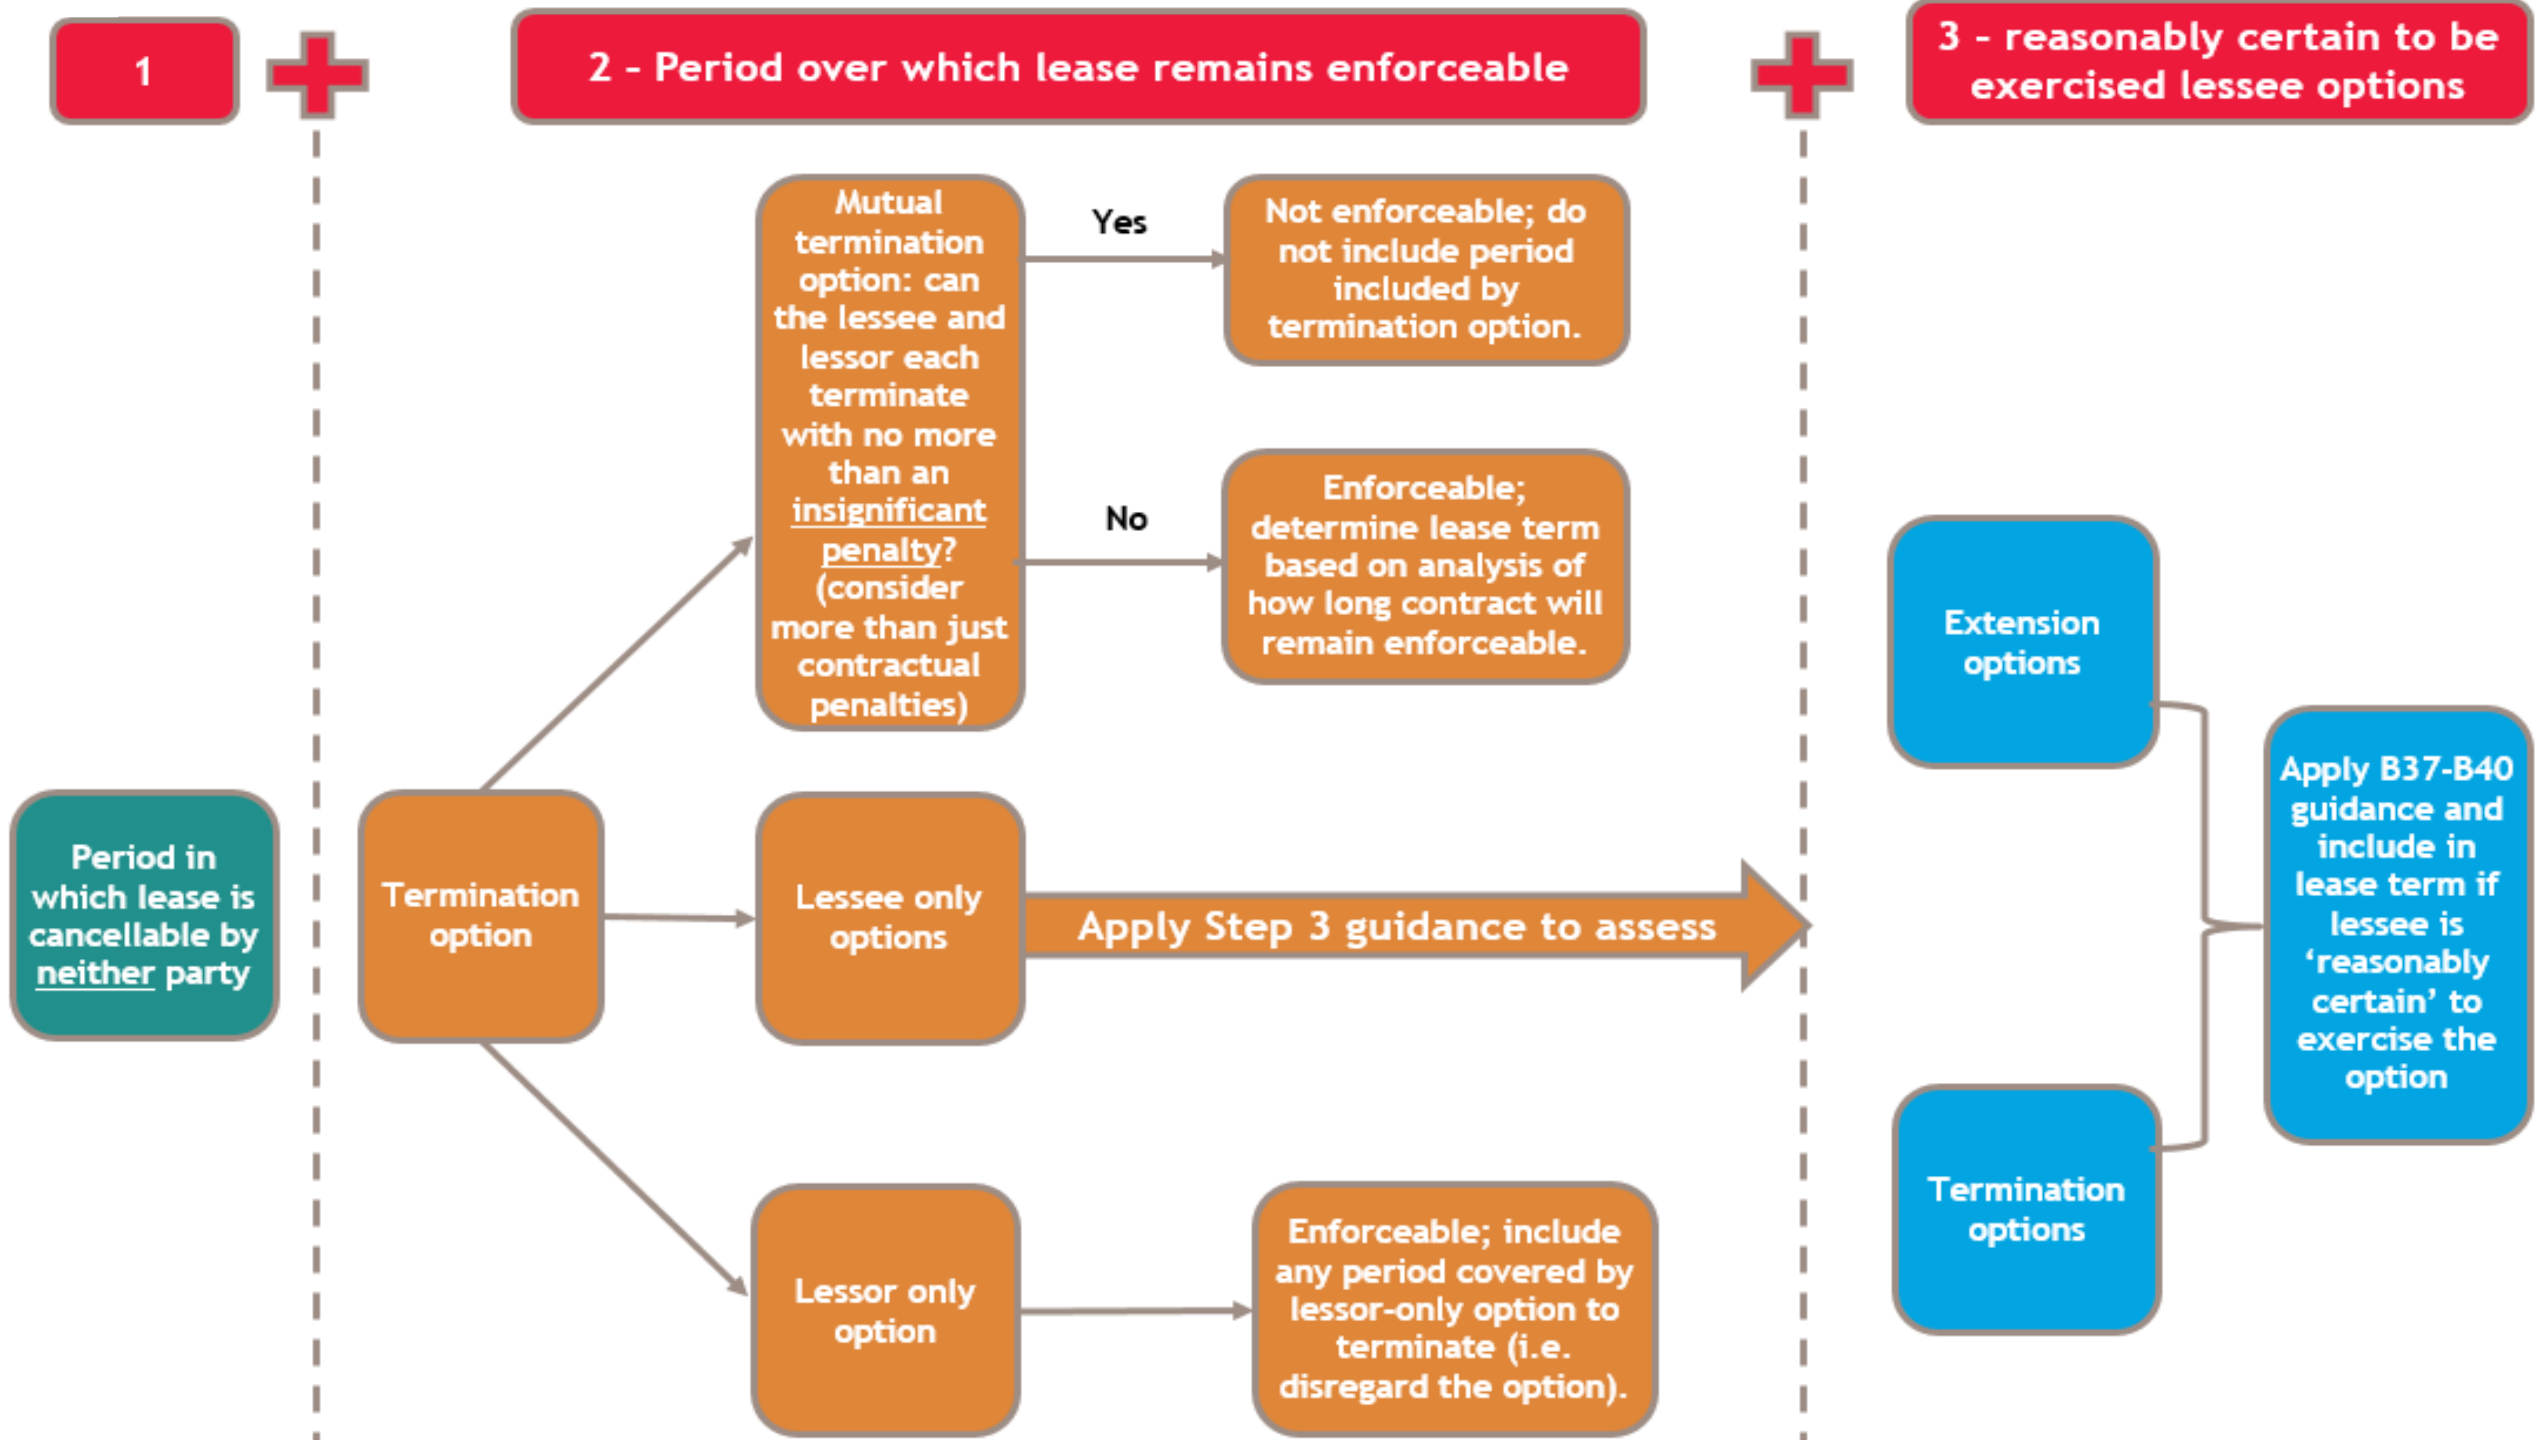 1
2 – Period over which lease remains enforceable
3 – reasonably certain to be
exercised lessee options
Period in
which lease is
cancellable by
neither party
Termination
option
Mutual
termination
option: can
the lessee and
lessor each
terminate
with no more
than an
insignificant
penalty?
(consider
more than just
contractual
penalties)
Yes
Not enforceable; do
not include period
included by
termination option.
No
Enforceable;
determine lease term
based on analysis of
how long contract will
remain enforceable.
Lessee only
options
Apply Step 3 guidance to assess
Lessor only
option
Enforceable; include
any period covered by
lessor-only option to
terminate (i.e.
disregard the option).
Extension
options
Termination
options
Apply B37-B40
guidance and
include in
lease term if
lessee is
‘reasonably
certain’ to
exercise the
option